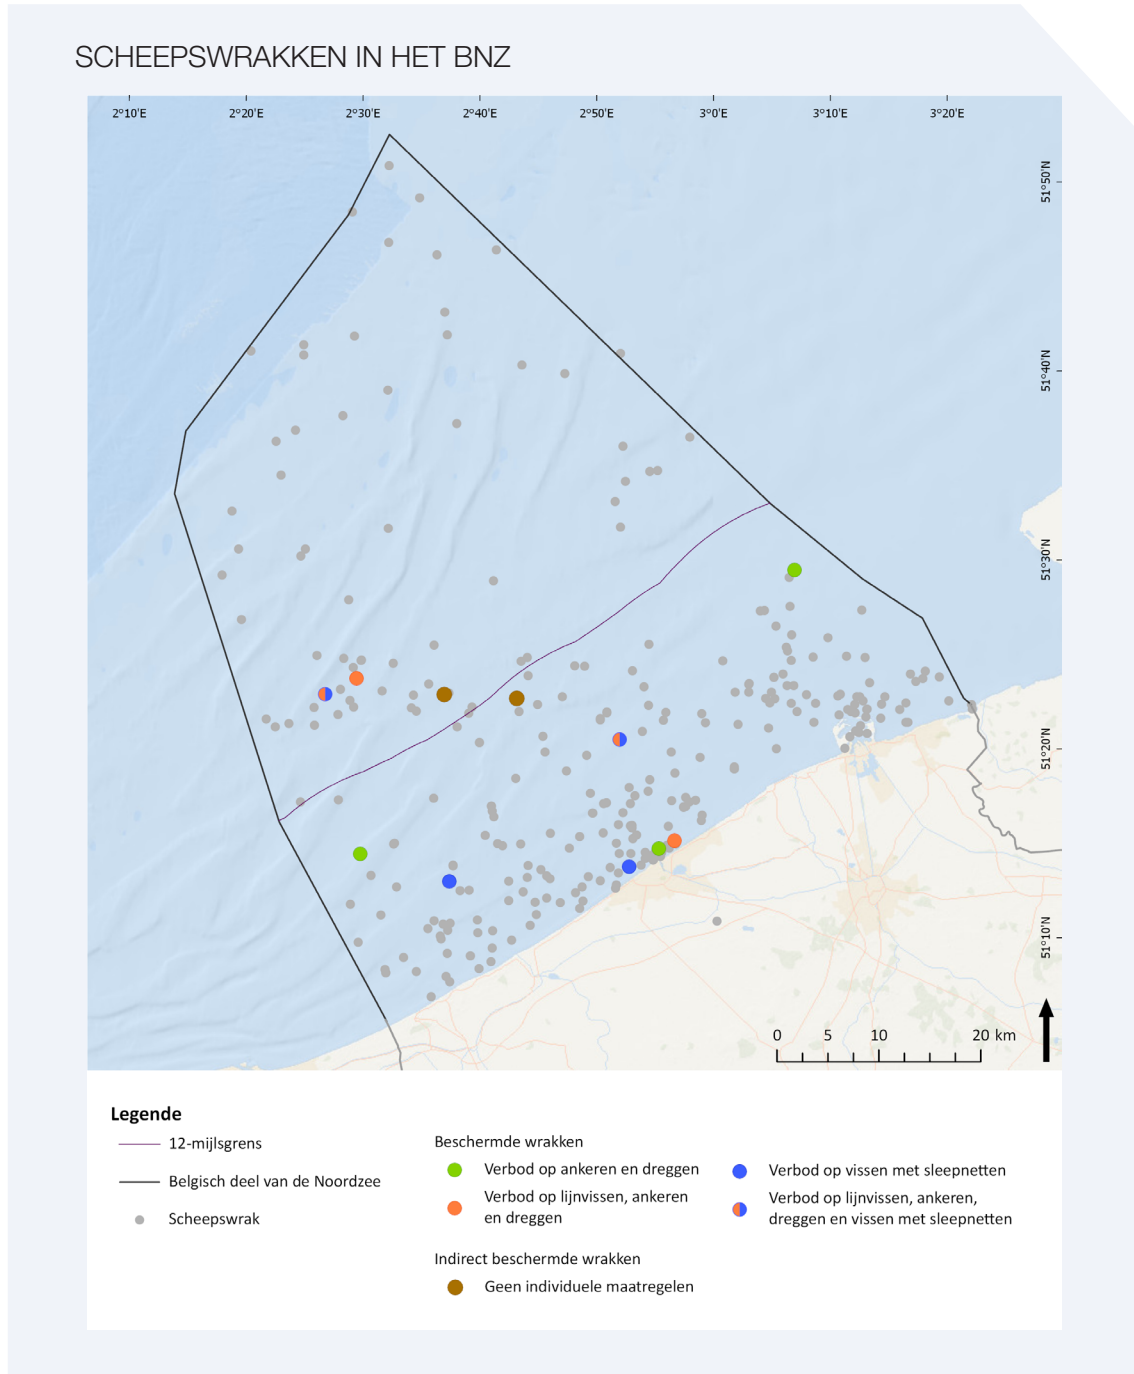 SCHEEPSWRAKKEN IN HET BNZ
2°10'E 2°20'E 2°30'E 2°40'E 2°50'E 3°0'E 3°10'E 3°20'E
51°50'N
51°40'N
51°30'N
51°20'N
51°10'N
0 5 10 20 km
Legende
12-mijlsgrens
Belgisch deel van de Noordzee
Scheepswrak
Beschermde wrakken
Verbod op ankeren en dreggen
Verbod op lijnvissen, ankeren
en dreggen
Verbod op vissen met sleepnetten
Verbod op lijnvissen, ankeren,
dreggen en vissen met sleepnetten
Indirect beschermde wrakken
Geen individuele maatregelen